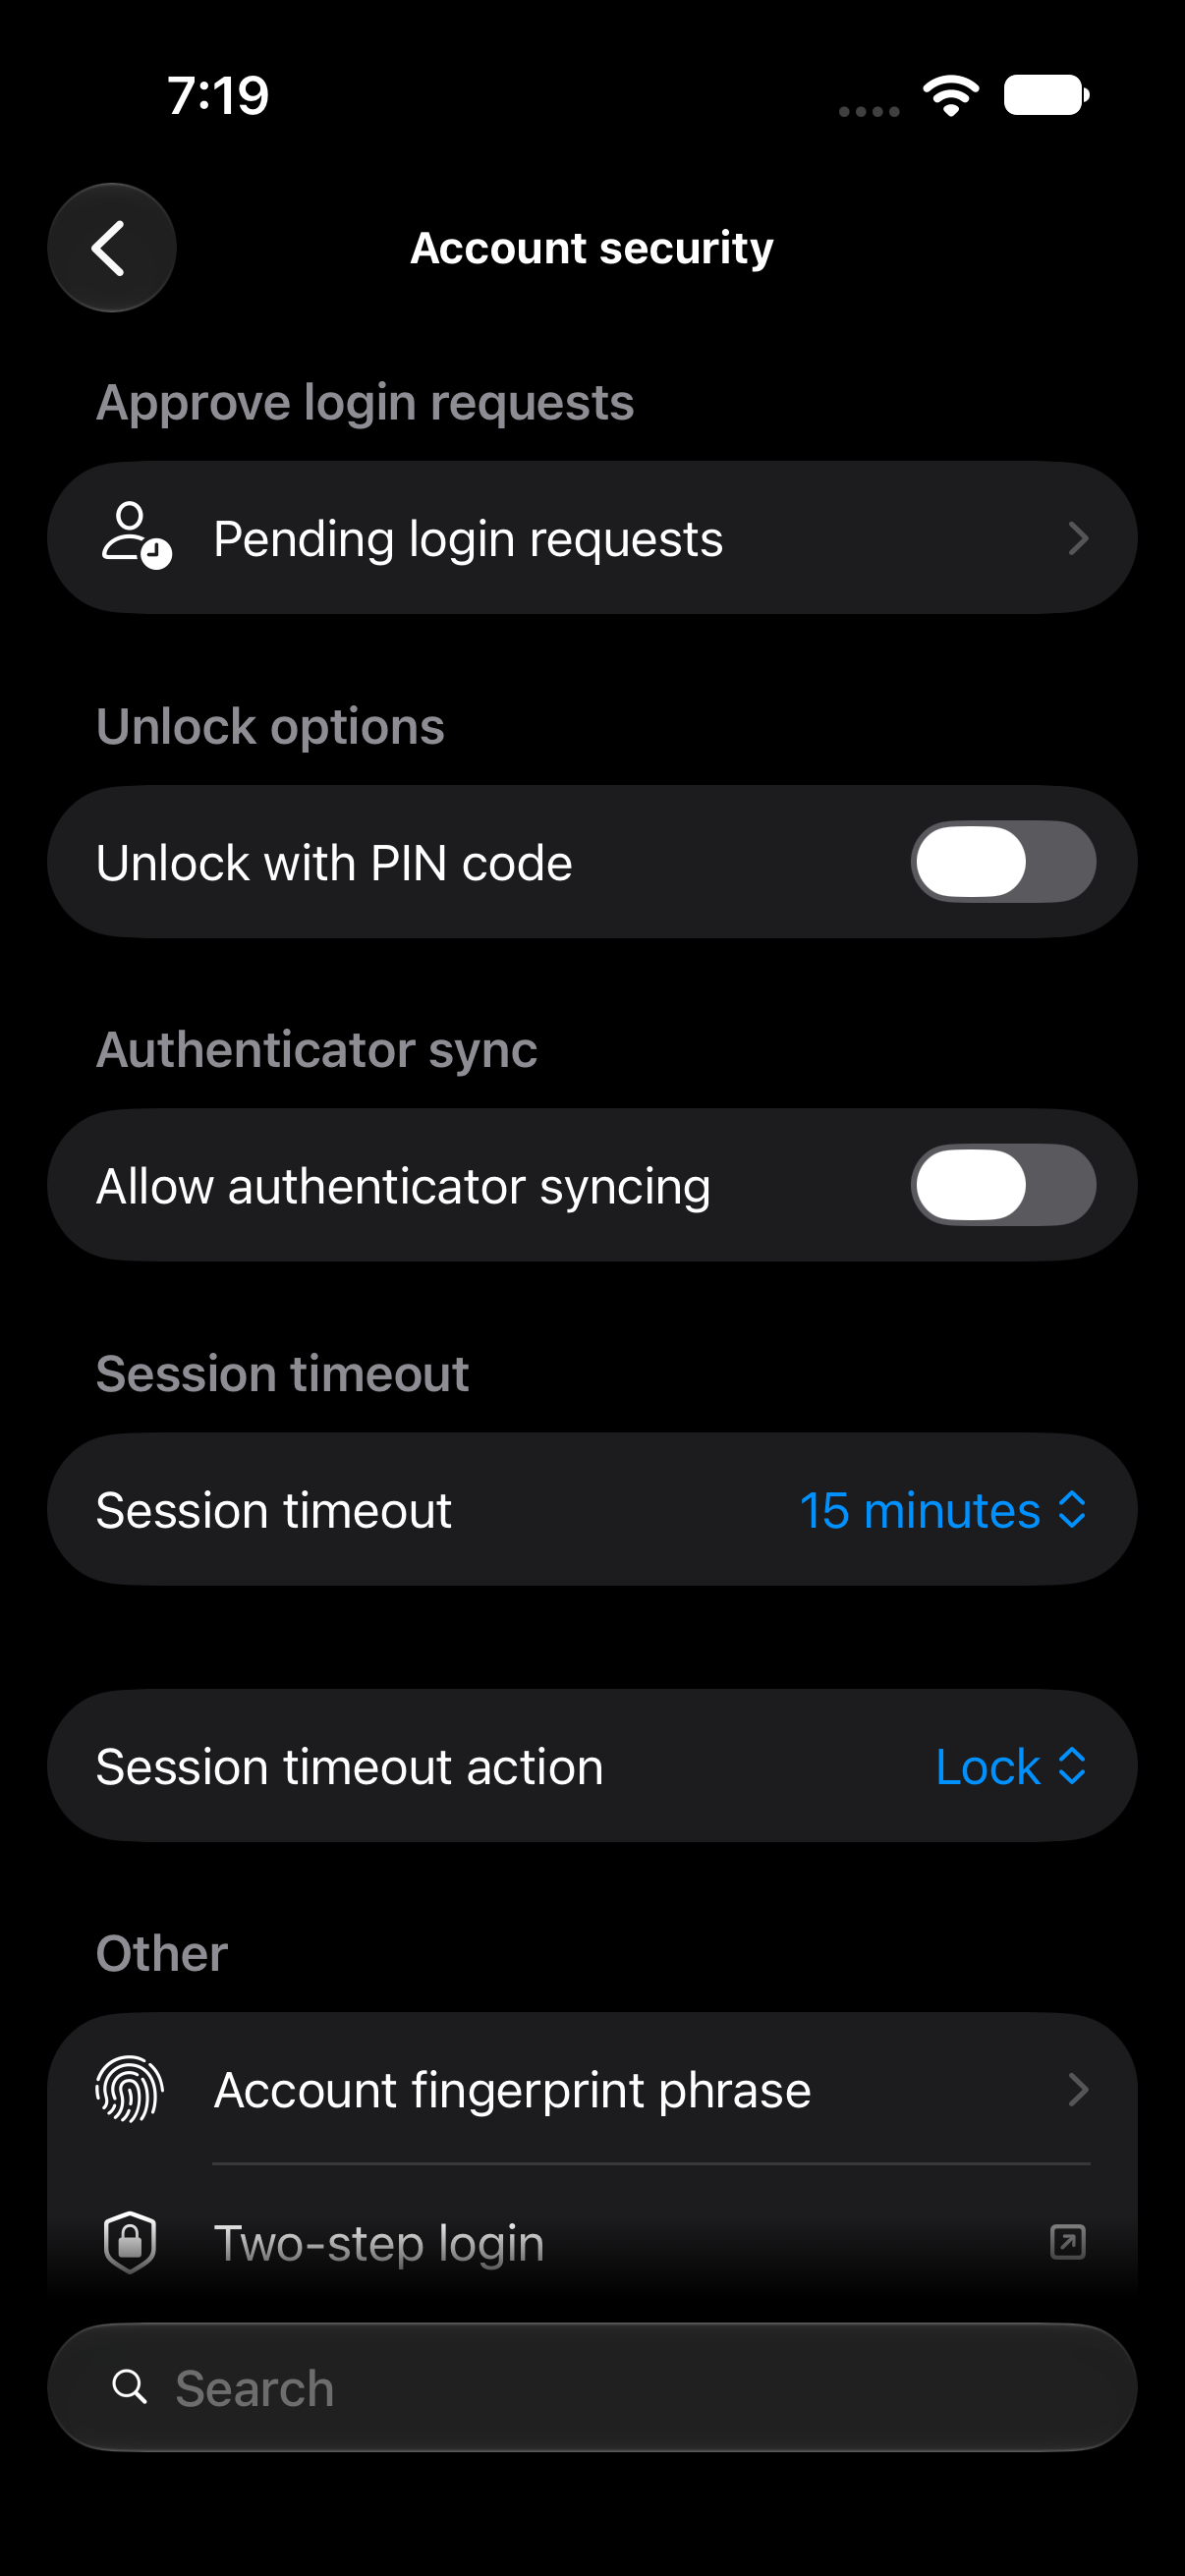 7:19
Account security
Approve login requests
Pending login requests
Unlock options
Unlock with PIN code
Authenticator sync
Allow authenticator syncing
Session timeout
Session timeout 15 minutes
Session timeout action Lock
Other
Account fingerprint phrase
Two-step login
Search